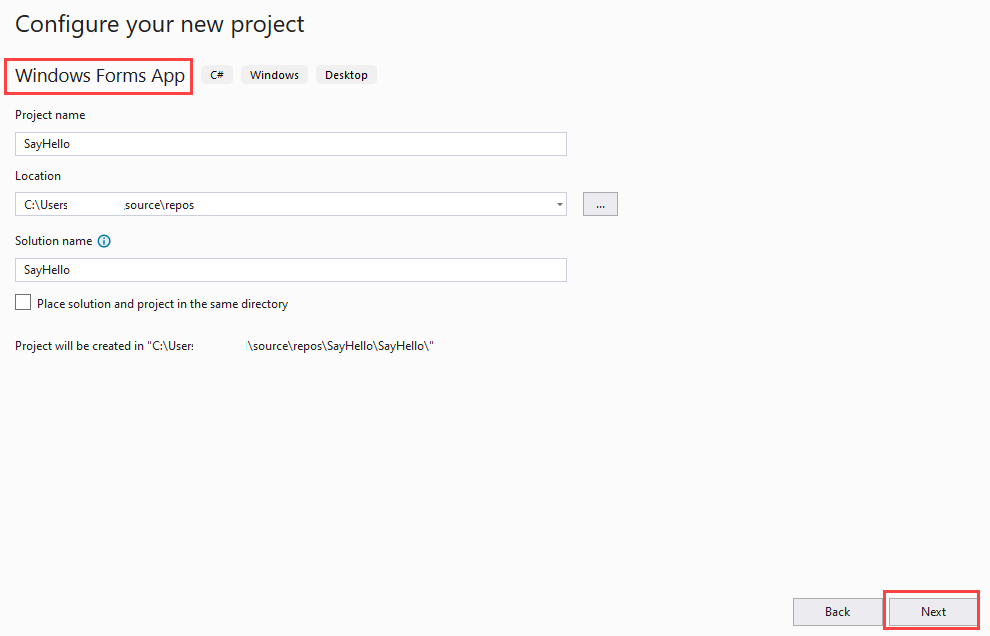 Configure your new project
Windows Forms App C# Windows Desktop
Project name
SayHello
Location
C:\Users source\repos ...
Solution name
SayHello
Place solution and project in the same directory
Project will be created in "C:\Users \source\repos\SayHello\SayHello\"
Back Next